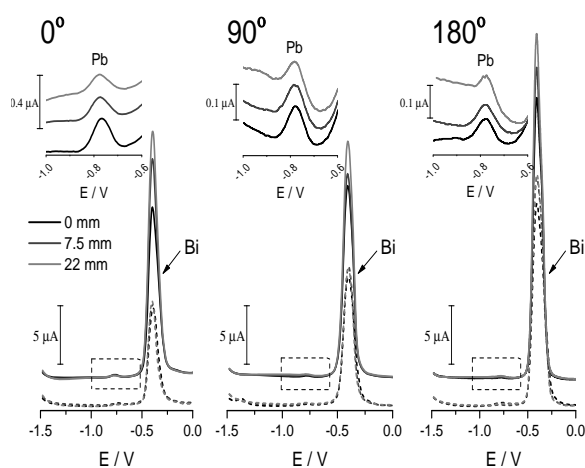 0° 90° 180°
Pb Pb Pb
0.4 µA 0.1 µA 0.1 µA
-1.0 -0.8 -0.6 -1.0 -0.8 -0.6 -1.0 -0.8 -0.6
E / V E / V E / V
0 mm
7.5 mm
22 mm
Bi Bi Bi
5 µA 5 µA 5 µA
-1.5 -1.0 -0.5 0.0 -1.5 -1.0 -0.5 0.0 -1.5 -1.0 -0.5 0.0
E / V E / V E / V